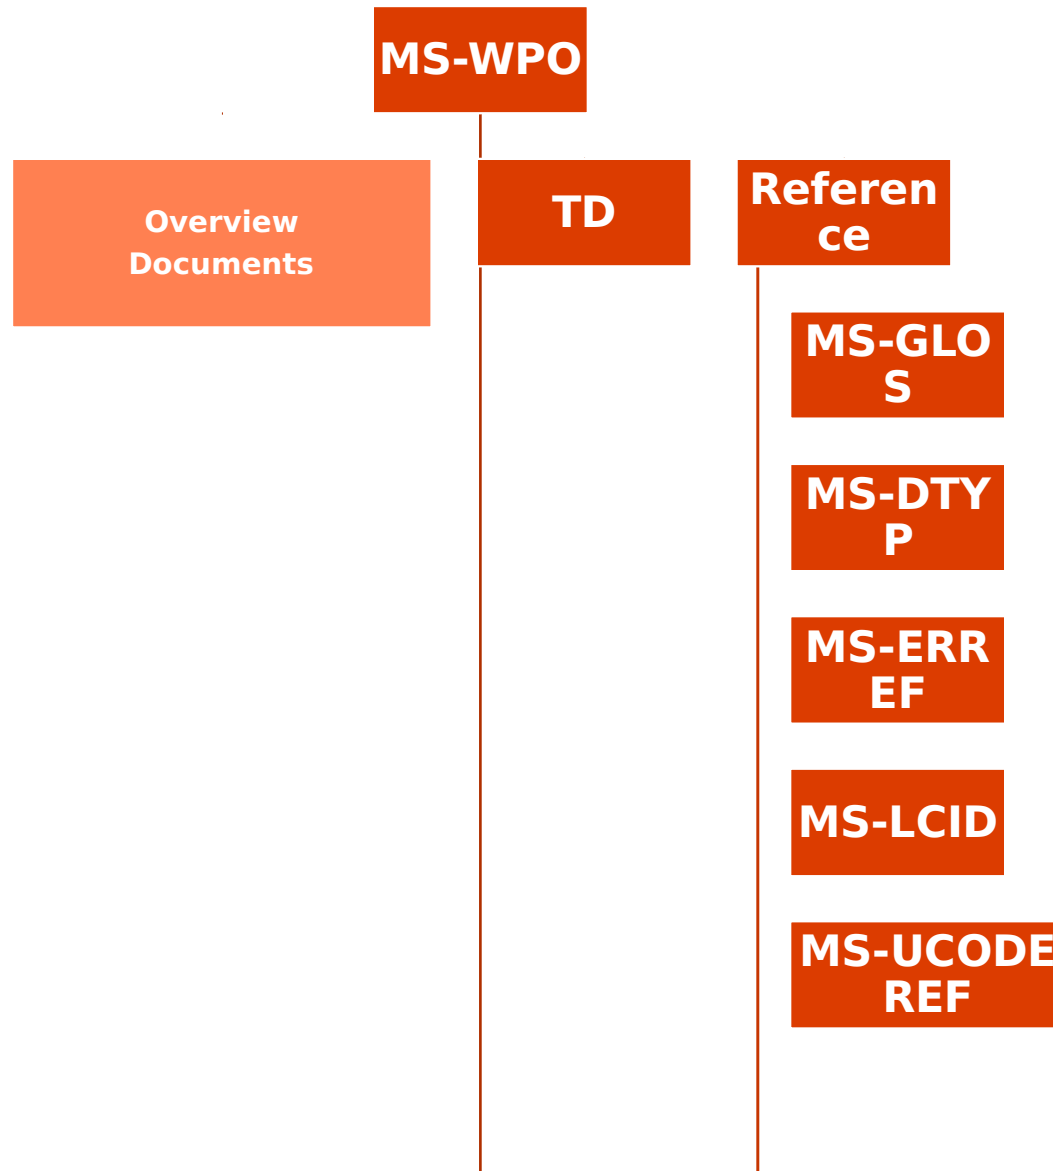 MS-WPO
Overview
Documents
TD
Referen
ce
MS-GLO
S
MS-DTY
P
MS-ERR
EF
MS-LCID
MS-UCODE
REF